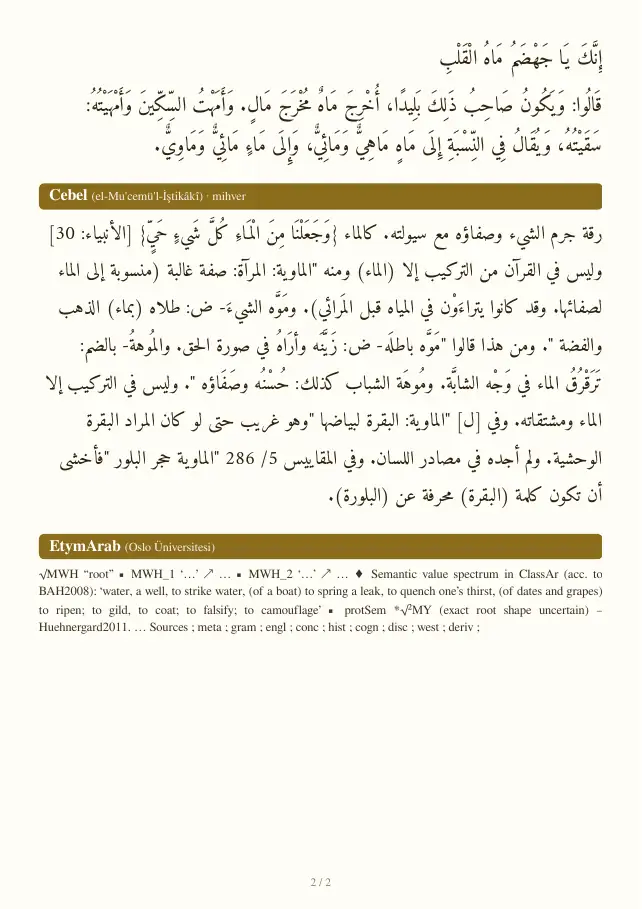 إِنَّكَ يَا جَهْضَمُ مَاهُ الْقَلْبِ
قَالُوا: وَيَكُونُ صَاحِبُ ذَلِكَ بَلِيدًا، أُخْرِجَ مَاهٌ مُخْرَجَ مَالٍ. وَأَمَهْتُ السِّكِّينَ وَأَمْهَيْتُهُ:
سَقَيْتُهُ، وَيُقَالُ فِي النِّسْبَةِ إِلَى مَاهٍ مَاهِيٌّ وَمَائِيٌّ، وَإِلَى مَاءٍ مَائِيٌّ وَمَاوِيٌّ.
Cebel (el-Mu'cemü'l-İştikâkî) · mihver
رقة جرم الشيء وصفاؤه مع سيولته. كالماء {وَجَعَلْنَا مِنَ الْمَاءِ كُلَّ شَيءٍ حَيّ} [الأنبياء: 30]
وليس في القرآن من التركيب إلا (الماء) ومنه "الماوية: المرآة: صفة غالبة (منسوبة إلى الماء
لصفائها. وقد كانوا يتراءَوْن في المياه قبل المَرائي). ومَوَّه الشيءَ- ض: طلاه (بماء) الذهب
والفضة ". ومن هذا قالوا "مَوَّه باطلَه- ض: زَيَّنَه وأرَاهُ في صورة الحق. والمُوهةُ- بالضم:
تَرَقْرُقُ الماء في وَجْه الشابَّة. ومُوهَة الشباب كذلك: حُسْنُه وصَفَاؤه ". وليس في التركيب إلا
الماء ومشتقاته. وفي [ل] "الماوية: البقرة لبياضها "وهو غريب حتى لو كان المراد البقرة
الوحشية. ولم أجده في مصادر اللسان. وفي المقاييس 5/ 286 "الماوية حجر البلور "فأخشى
أن تكون كلمة (البقرة) محرفة عن (البلورة).
EtymArab (Oslo Üniversitesi)
√MWH “root” ▪ MWH_1 ‘…’ ↗ … ▪ MWH_2 ‘…’ ↗ … ♦ Semantic value spectrum in ClassAr (acc. to
BAH2008): ‘water, a well, to strike water, (of a boat) to spring a leak, to quench one’s thirst, (of dates and grapes)
to ripen; to gild, to coat; to falsify; to camouflage’ ▪ protSem *√²MY (exact root shape uncertain) –
Huehnergard2011. … Sources ; meta ; gram ; engl ; conc ; hist ; cogn ; disc ; west ; deriv ;
2 / 2